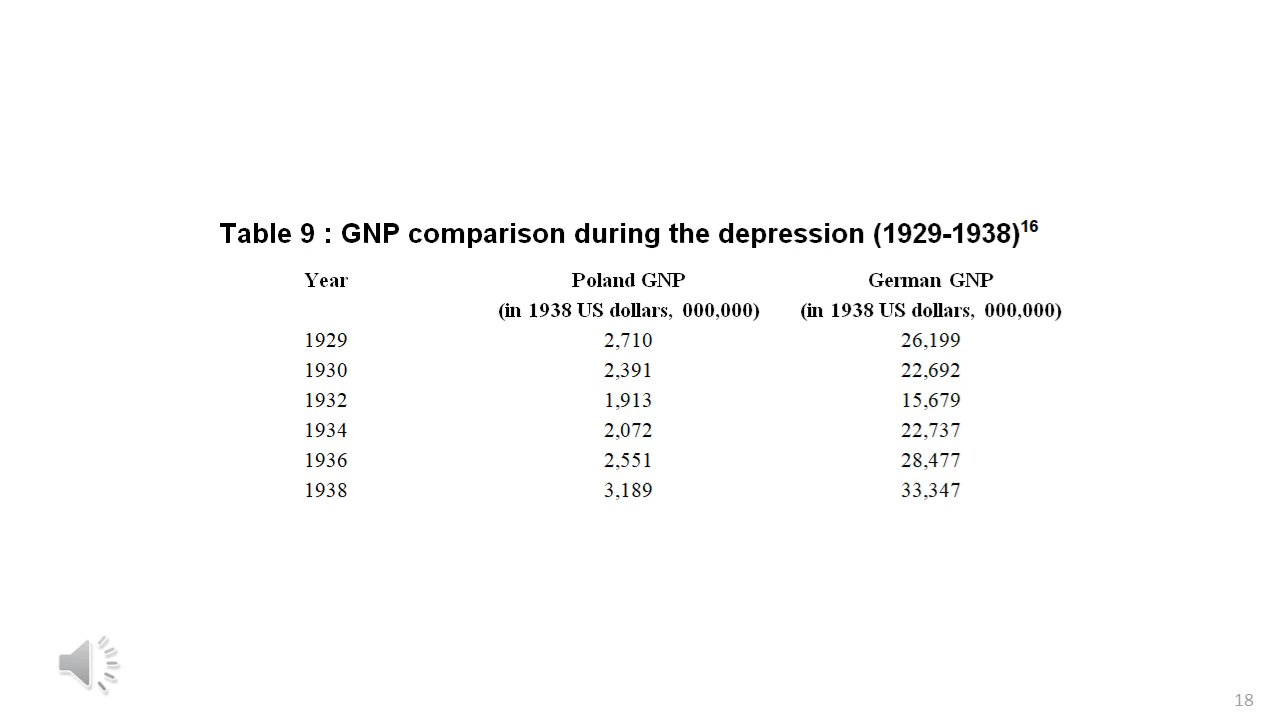 Table 9 : GNP comparison during the depression (1929-1938)16
Year Poland GNP German GNP
(in 1938 US dollars, 000,000) (in 1938 US dollars, 000,000)
1929 2,710 26,199
1930 2,391 22,692
1932 1,913 15,679
1934 2,072 22,737
1936 2,551 28,477
1938 3,189 33,347
18